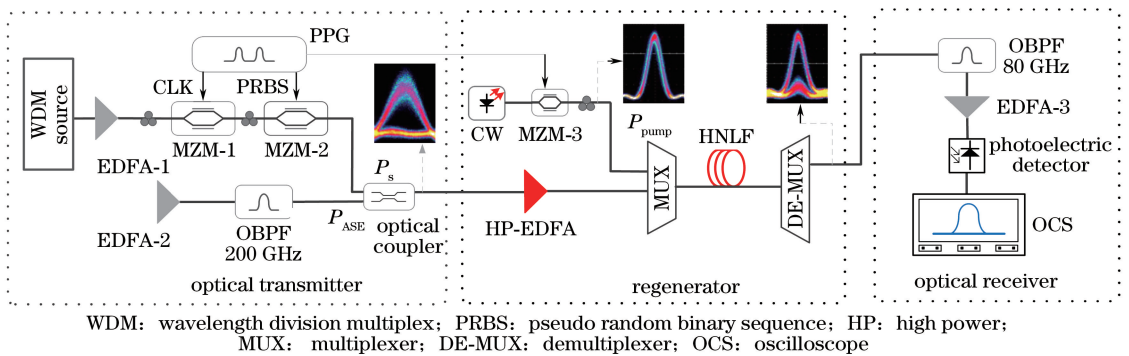 PPG
CLK
PRBS
WDM
source
MZM-1
MZM-2
EDFA-1
EDFA-2
OBPF
200 GHz
P_ASE
P_s
optical
coupler
optical transmitter
CW
MZM-3
P_pump
HP-EDFA
MUX
HNLF
DE-MUX
regenerator
OBPF
80 GHz
EDFA-3
photoelectric
detector
OCS
optical receiver
WDM: wavelength division multiplex; PRBS: pseudo random binary sequence; HP: high power;
MUX: multiplexer; DE-MUX: demultiplexer; OCS: oscilloscope